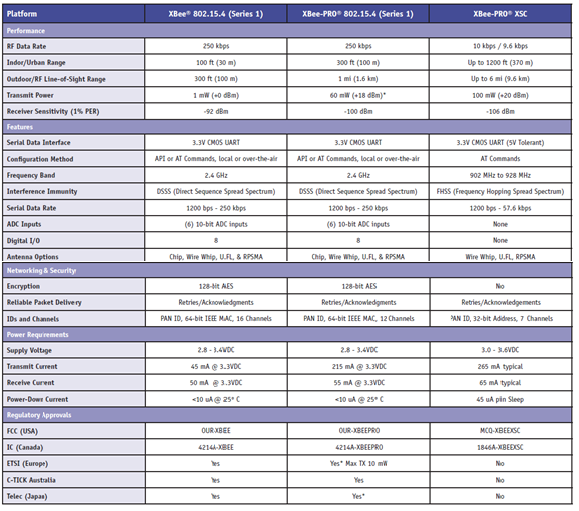 Platform XBee® 802.15.4 (Series 1) XBee-PRO® 802.15.4 (Series 1) XBee-PRO® XSC
Performance
RF Data Rate 250 kbps 250 kbps 10 kbps / 9.6 kbps
Indor/Urban Range 100 ft (30 m) 300 ft (100 m) Up to 1200 ft (370 m)
Outdoor/RF Line-of-Sight Range 300 ft (100 m) 1 mi (1.6 km) Up to 6 mi (9.6 km)
Transmit Power 1 mW (+0 dBm) 60 mW (+18 dBm)* 100 mW (+20 dBm)
Receiver Sensitivity (1% PER) -92 dBm -100 dBm -106 dBm
Features
Serial Data Interface 3.3V CMOS UART 3.3V CMOS UART 3.3V CMOS UART (5V Tolerant)
Configuration Method API or AT Commands, local or over-the-air API or AT Commands, local or over-the-air AT Commands
Frequency Band 2.4 GHz 2.4 GHz 902 MHz to 928 MHz
Interference Immunity DSSS (Direct Sequence Spread Spectrum) DSSS (Direct Sequence Spread Spectrum) FHSS (Frequency Hopping Spread Spectrum)
Serial Data Rate 1200 bps - 250 kbps 1200 bps - 250 kbps 1200 bps - 57.6 kbps
ADC Inputs (6) 10-bit ADC inputs (6) 10-bit ADC inputs None
Digital I/O 8 8 None
Antenna Options Chip, Wire Whip, U.FL, & RPSMA Chip, Wire Whip, U.FL, & RPSMA Wire Whip, U.FL, & RPSMA
Networking & Security
Encryption 128-bit AES 128-bit AES No
Reliable Packet Delivery Retries/Acknowledgments Retries/Acknowledgments Retries/Acknowledgements
IDs and Channels PAN ID, 64-bit IEEE MAC, 16 Channels PAN ID, 64-bit IEEE MAC, 12 Channels PAN ID, 32-bit Address, 7 Channels
Power Requirements
Supply Voltage 2.8 - 3.4VDC 2.8 - 3.4VDC 3.0 - 3.6VDC
Transmit Current 45 mA @ 3.3VDC 215 mA @ 3.3VDC 265 mA typical
Receive Current 50 mA @ 3.3VDC 55 mA @ 3.3VDC 65 mA typical
Power-Down Current <10 uA @ 25° C <10 uA @ 25° C 45 uA pin Sleep
Regulatory Approvals
FCC (USA) OUR-XBEE OUR-XBEEPRO MCQ-XBEEXSC
IC (Canada) 4214A-XBEE 4214A-XBEEPRO 1846A-XBEEXSC
ETSI (Europe) Yes Yes* Max TX 10 mW No
C-TICK Australia Yes Yes No
Telec (Japan) Yes Yes* No